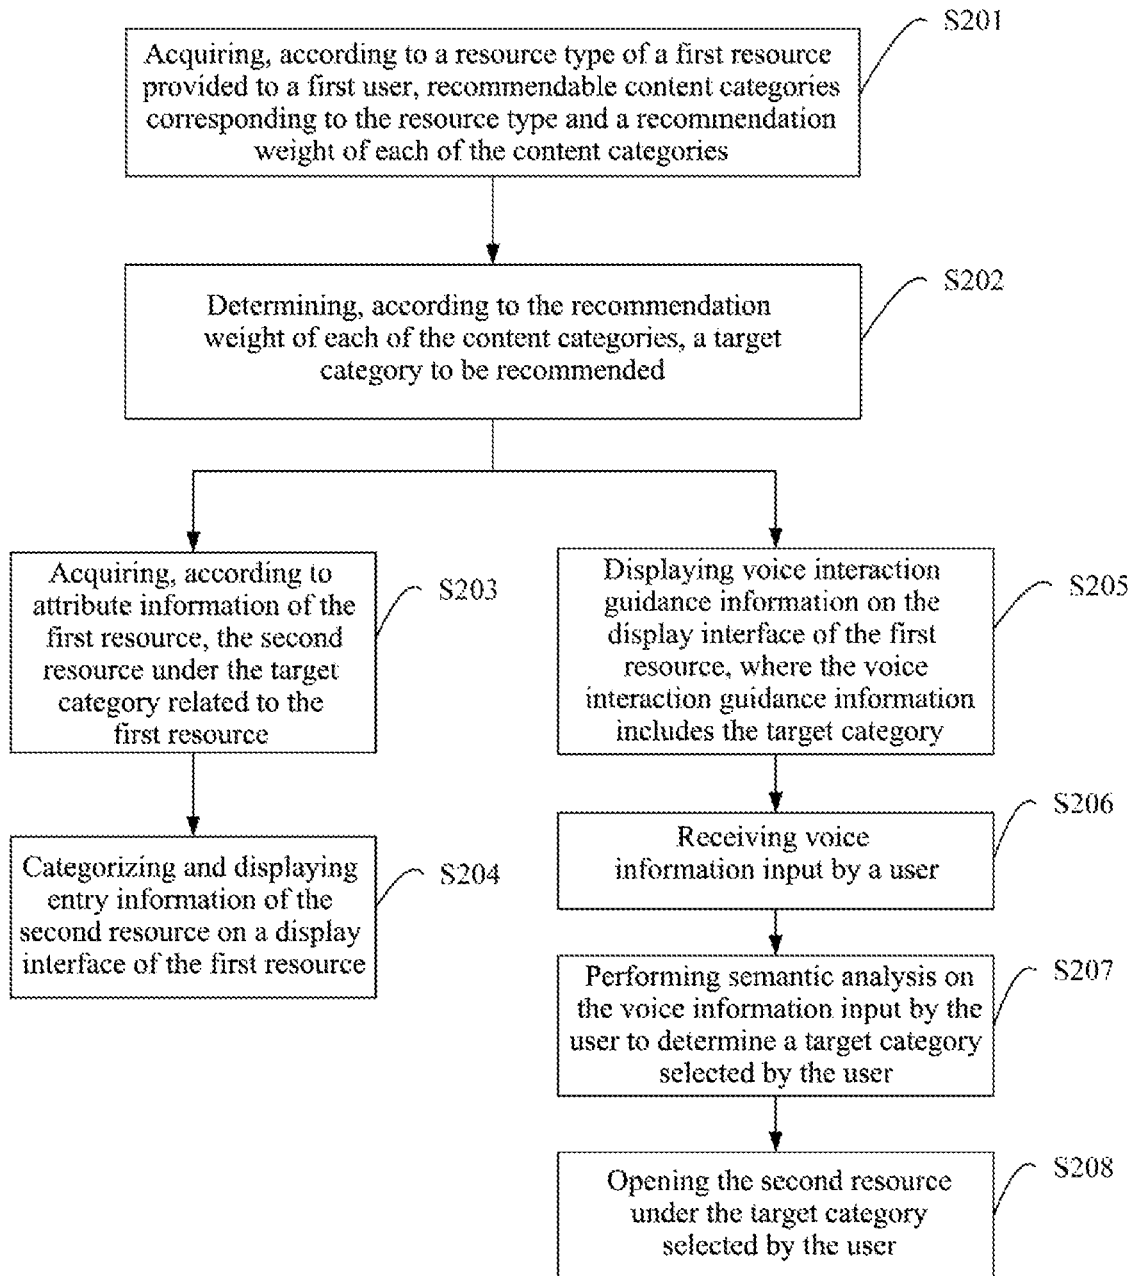 S201
Acquiring, according to a resource type of a first resource
provided to a first user, recommendable content categories
corresponding to the resource type and a recommendation
weight of each of the content categories
S202
Determining, according to the recommendation
weight of each of the content categories, a target
category to be recommended
Acquiring, according to
attribute information of the
first resource, the second
resource under the target
category related to the
first resource
S203
Categorizing and displaying
entry information of the
second resource on a display
interface of the first resource
S204
Displaying voice interaction
guidance information on the
display interface of the first
resource, where the voice
interaction guidance information
includes the target category
S205
Receiving voice
information input by a user
S206
Performing semantic analysis on
the voice information input by the
user to determine a target category
selected by the user
S207
Opening the second resource
under the target category
selected by the user
S208